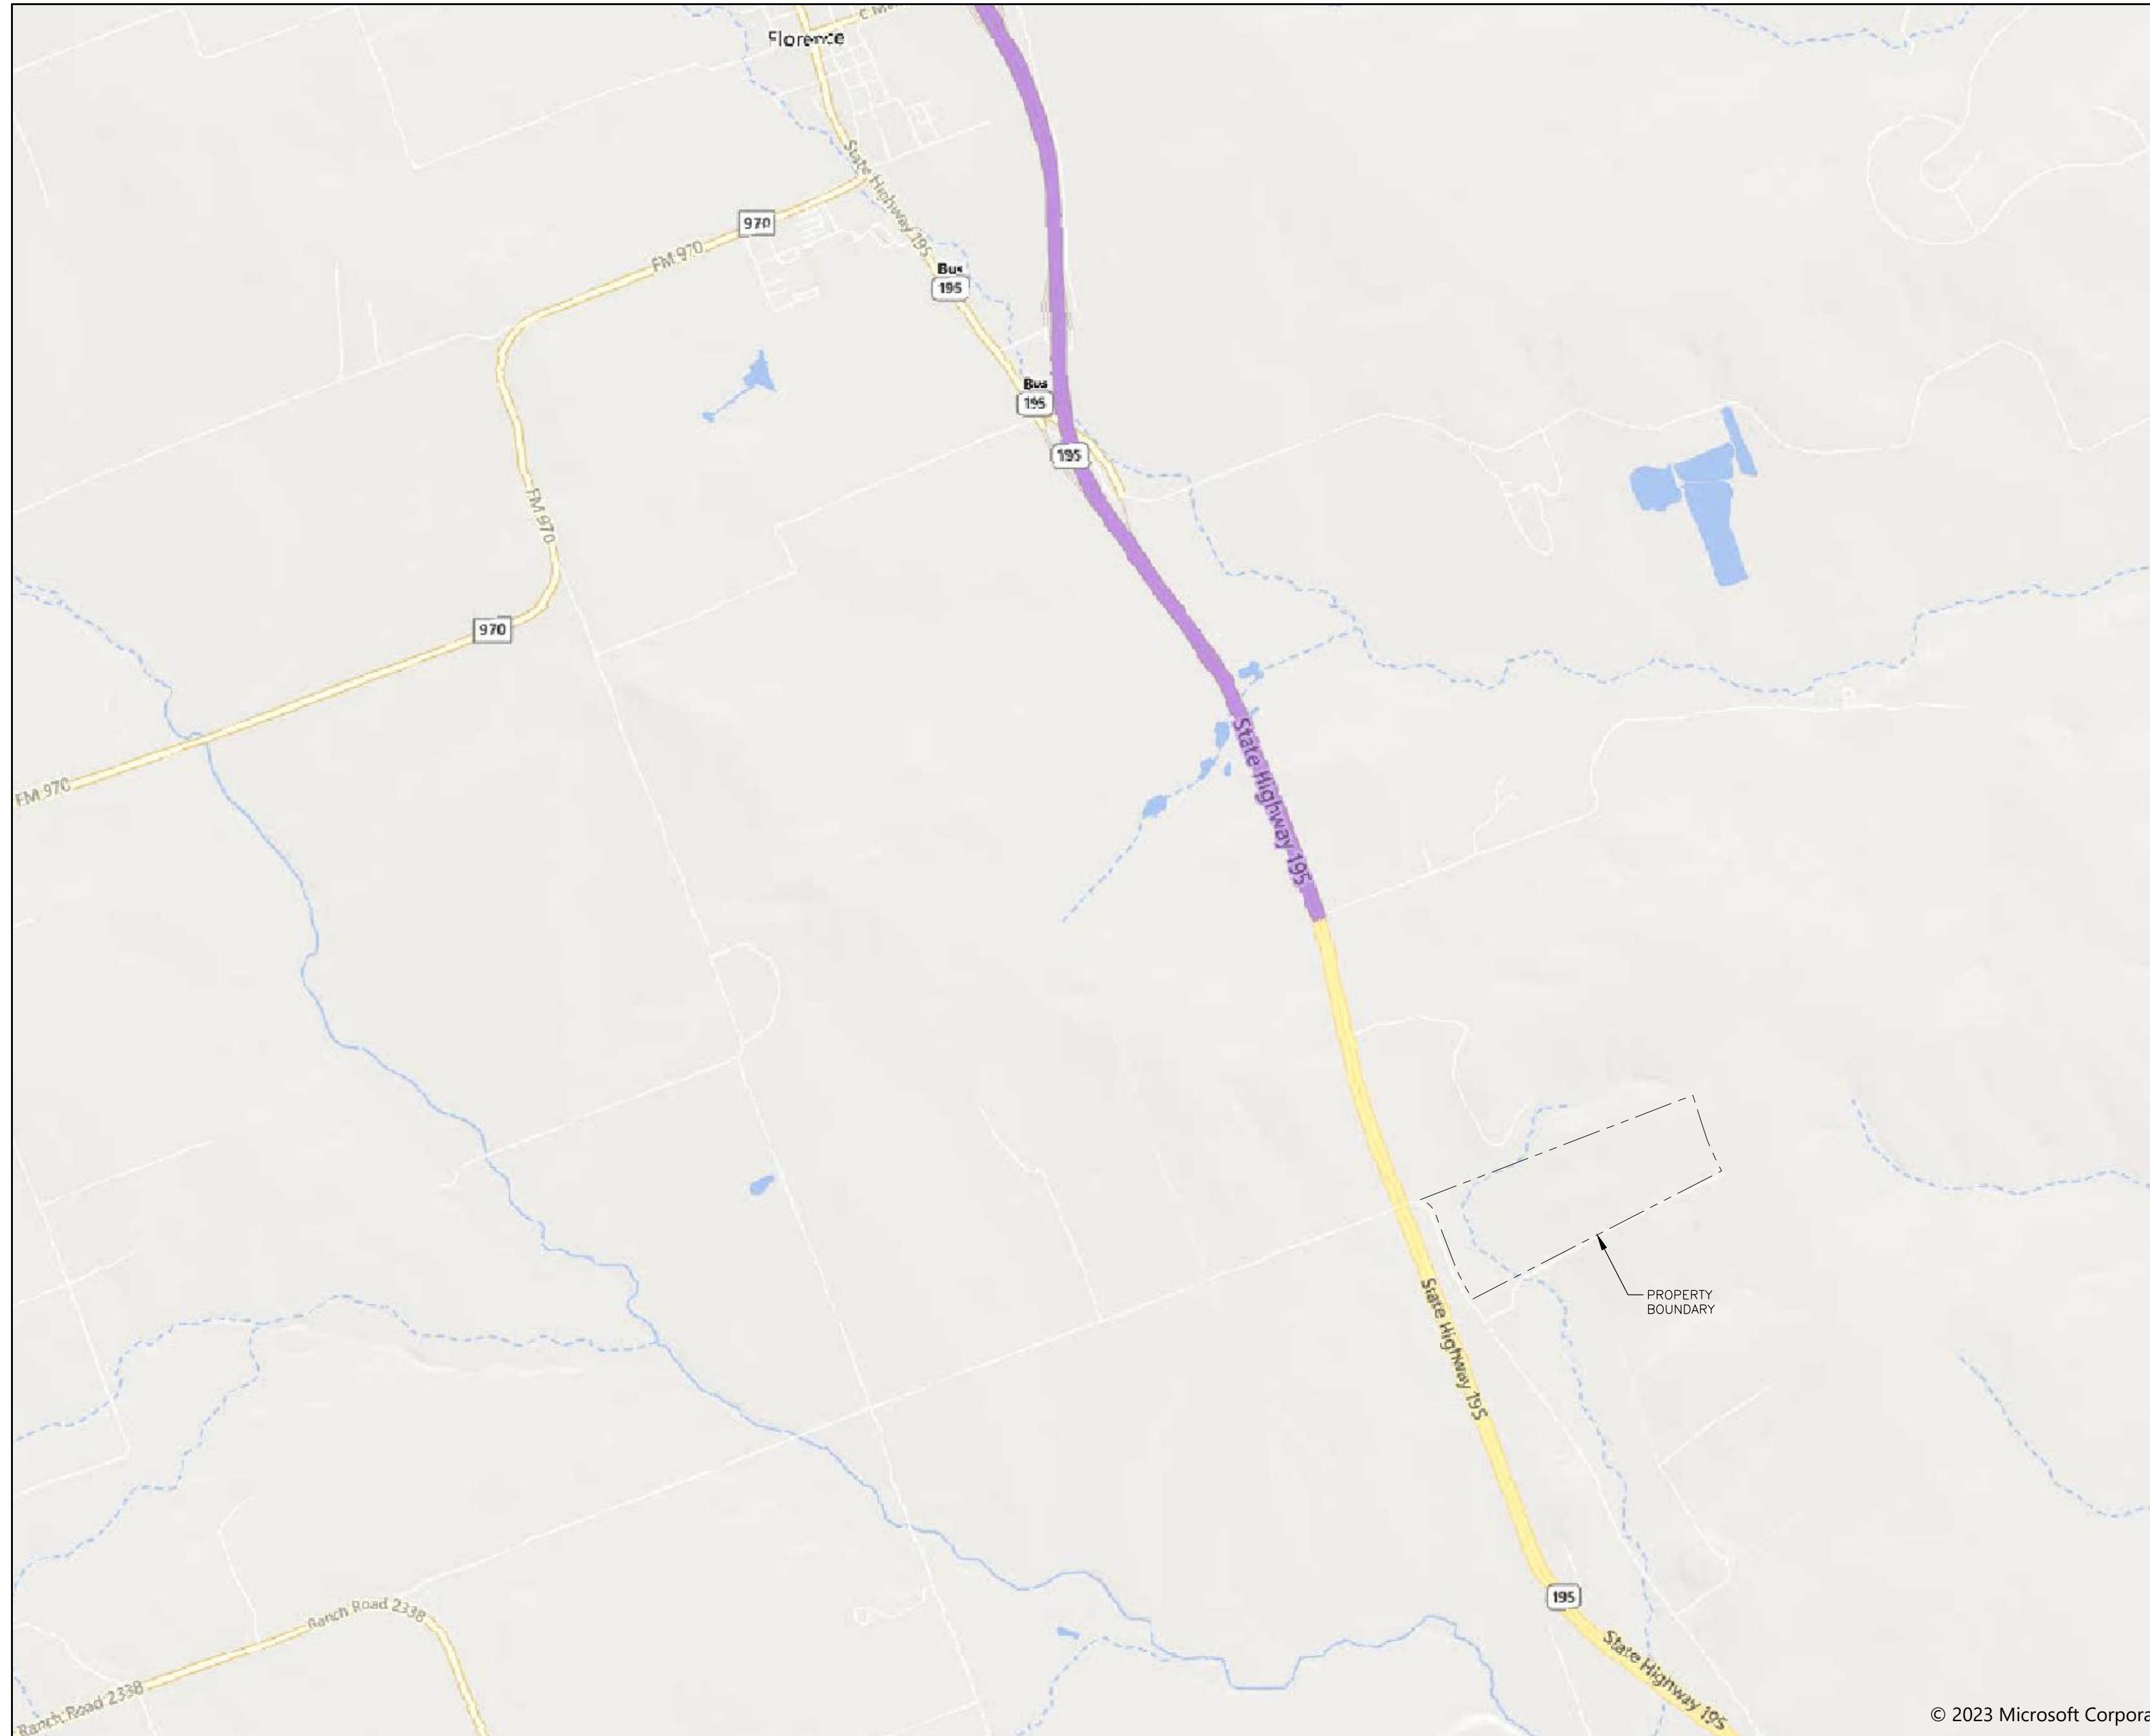 Florence
State Highway 195
970
FM 970
Bus
195
Bus
195
195
FM 970
970
State Highway 195
FM 970
PROPERTY
BOUNDARY
State Highway 195
195
Ranch Road 2338
State Highway 195
Ranch Road 2338
© 2023 Microsoft Corpora